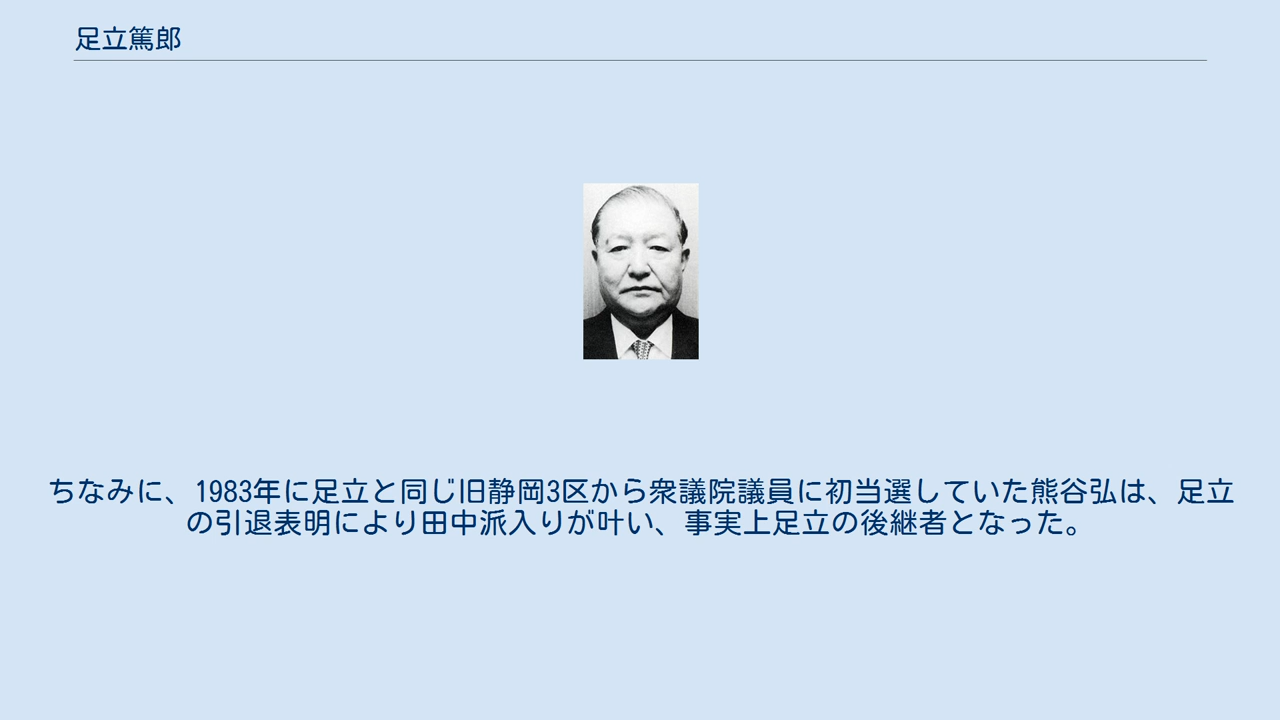 足立篤郎
ちなみに、1983年に足立と同じ旧静岡3区から衆議院議員に初当選していた熊谷弘は、足立
の引退表明により田中派入りが叶い、事実上足立の後継者となった。